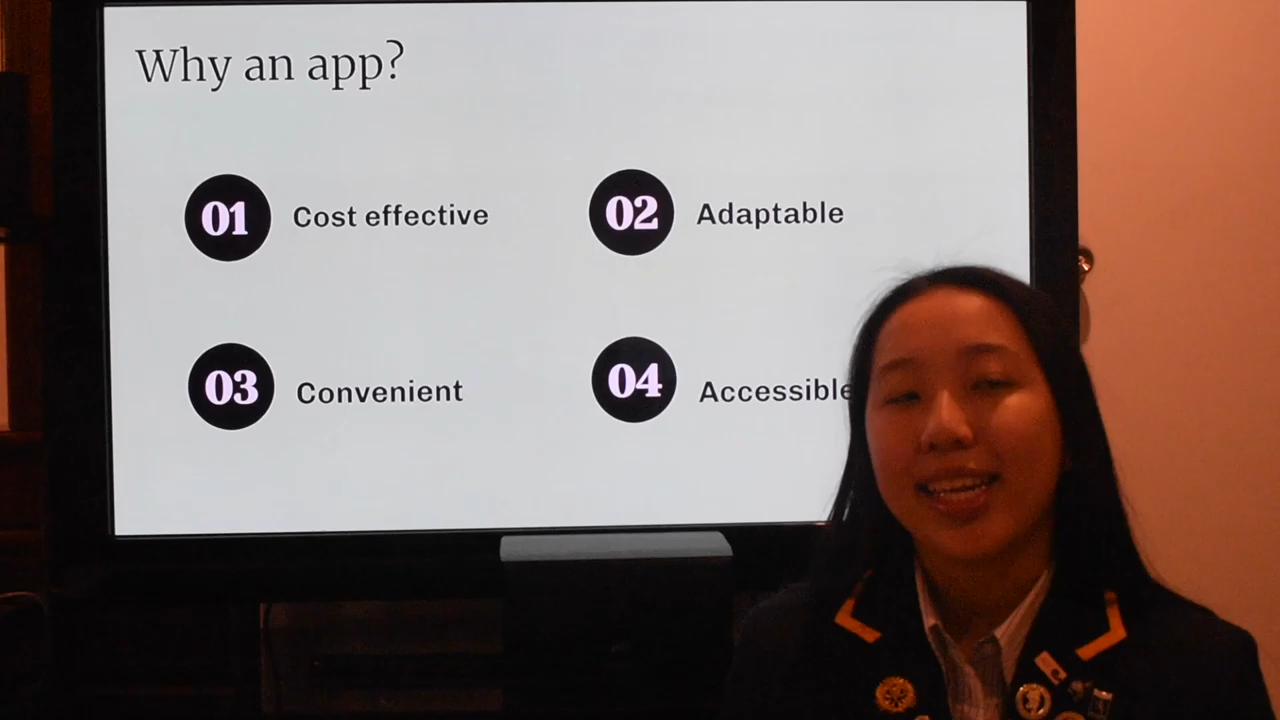 Why an app?
01 Cost effective
02 Adaptable
03 Convenient
04 Accessible